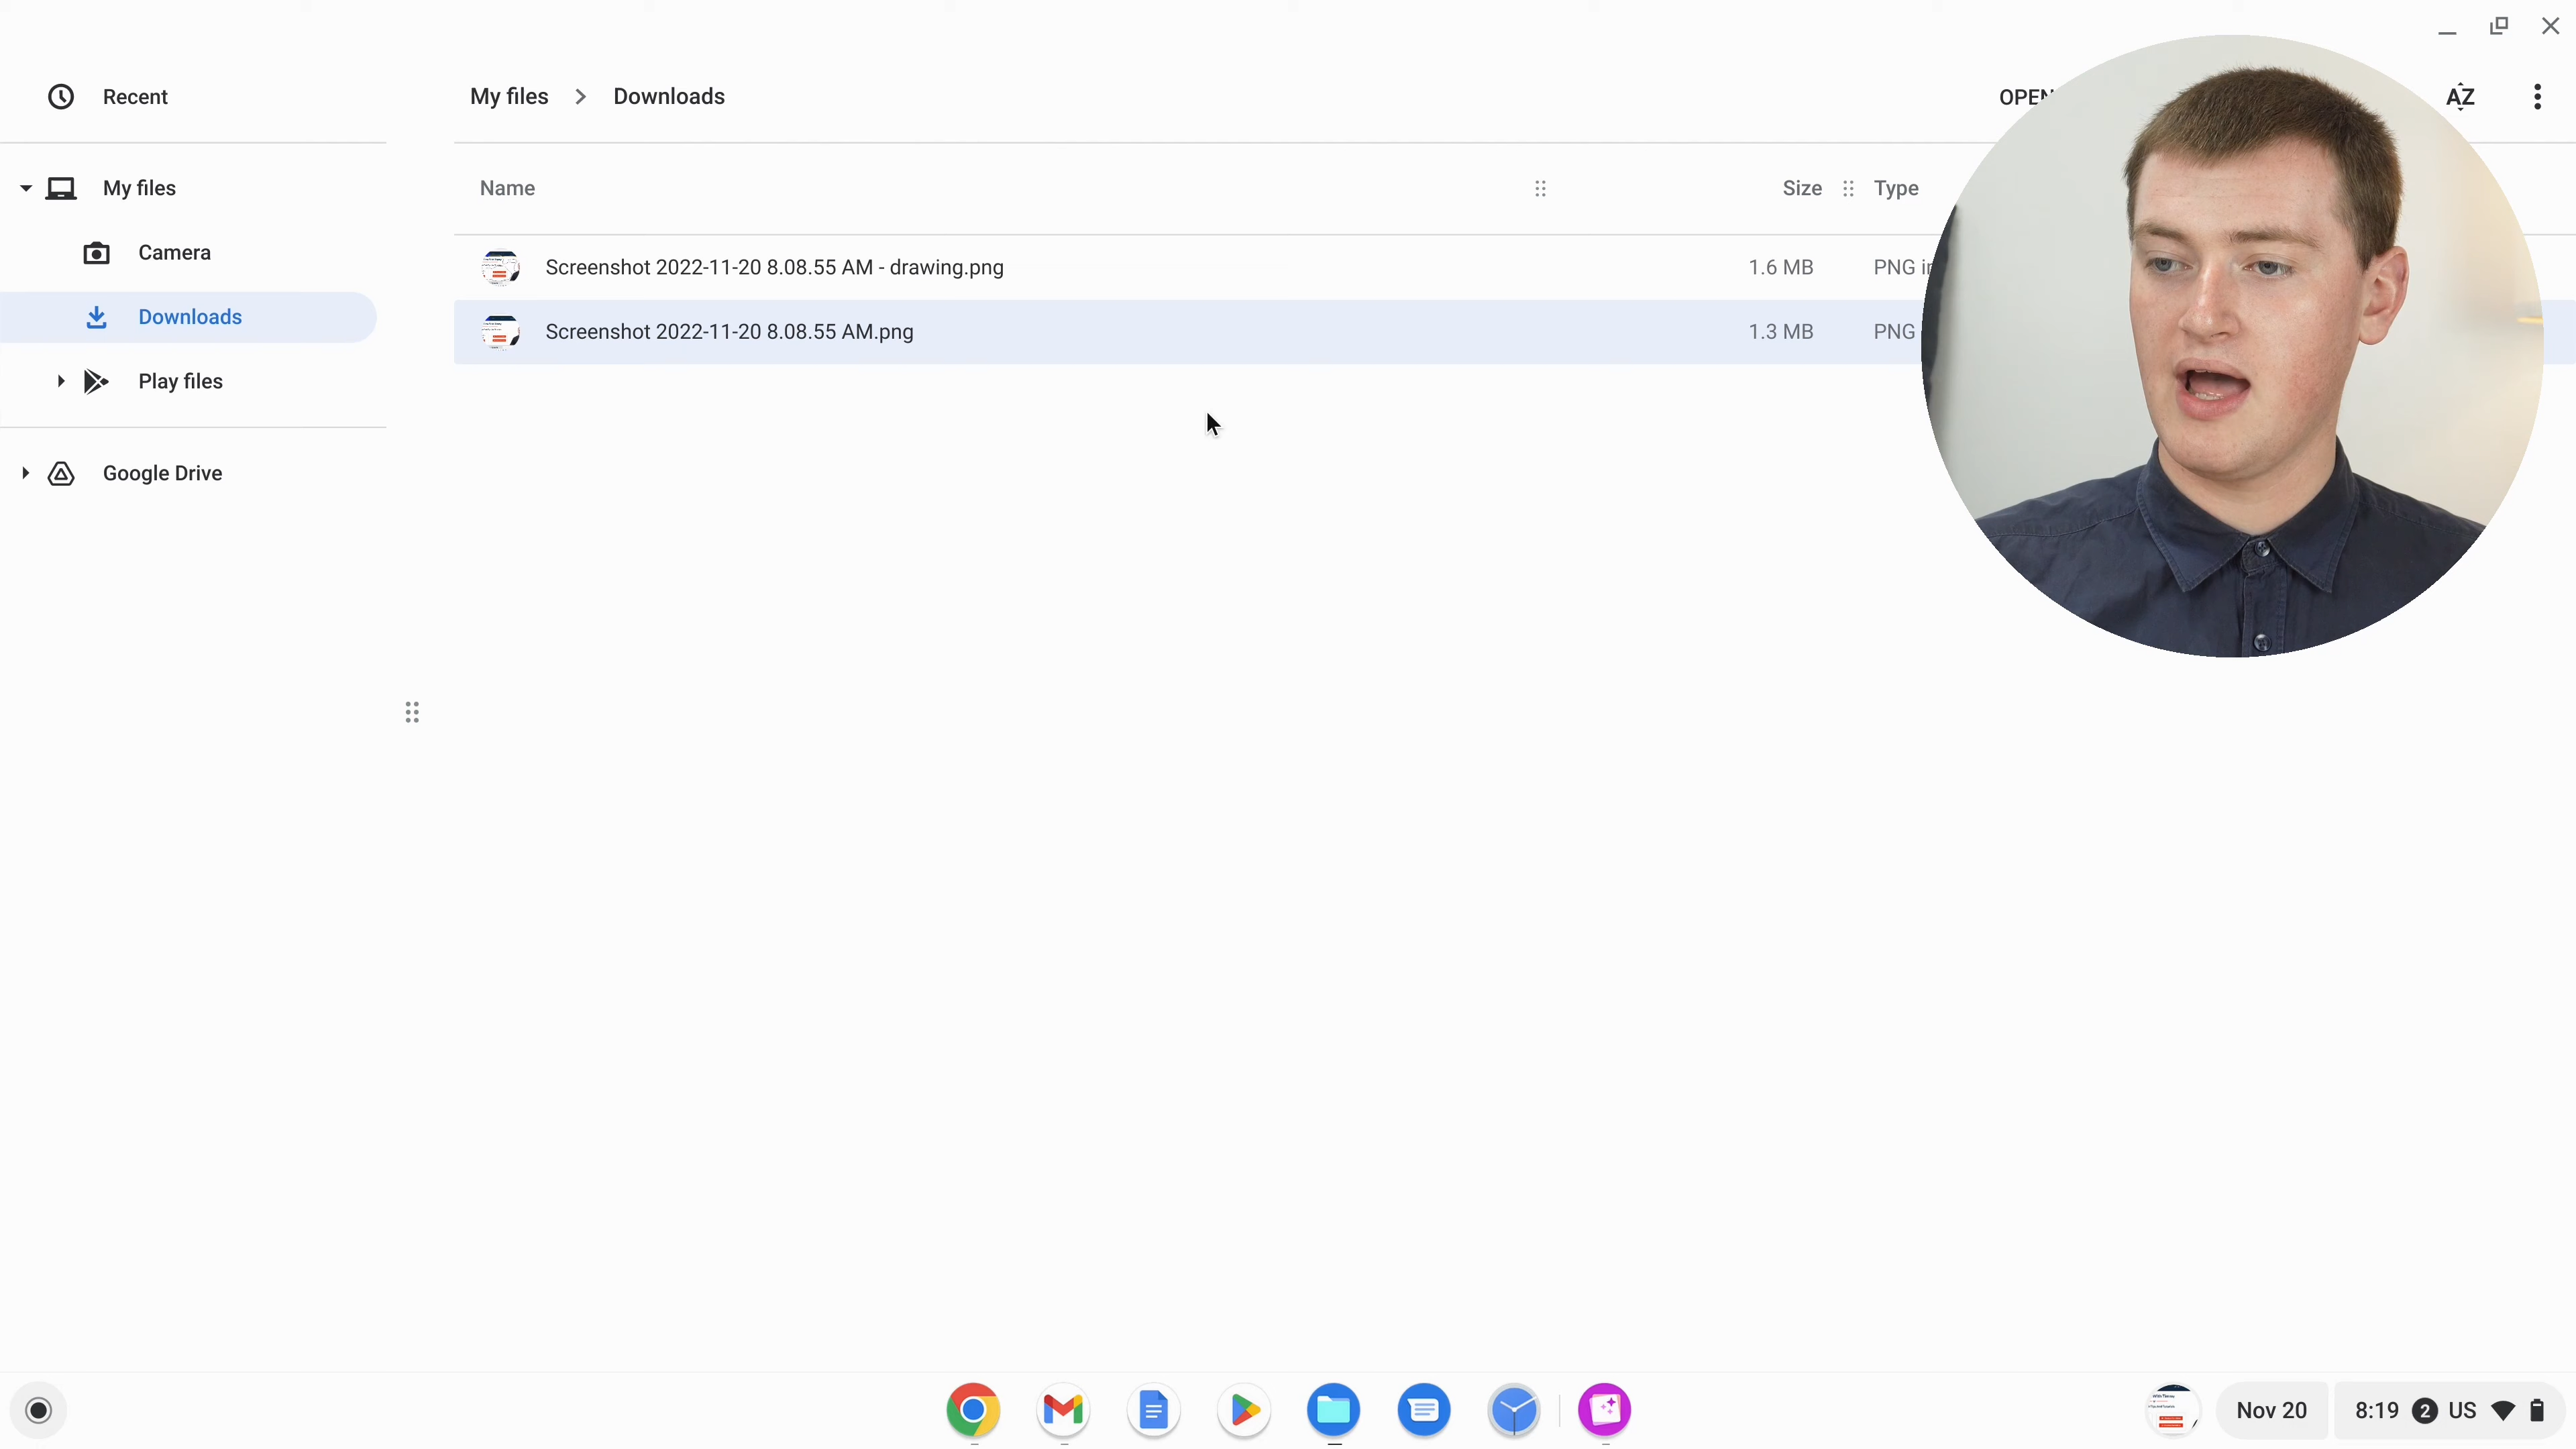 Recent
My files > Downloads
OPEN
AZ
My files
Camera
Downloads
Play files
Google Drive
Name
Size
Type
Screenshot 2022-11-20 8.08.55 AM - drawing.png
1.6 MB
PNG
Screenshot 2022-11-20 8.08.55 AM.png
1.3 MB
PNG
Nov 20
8:19
2
US